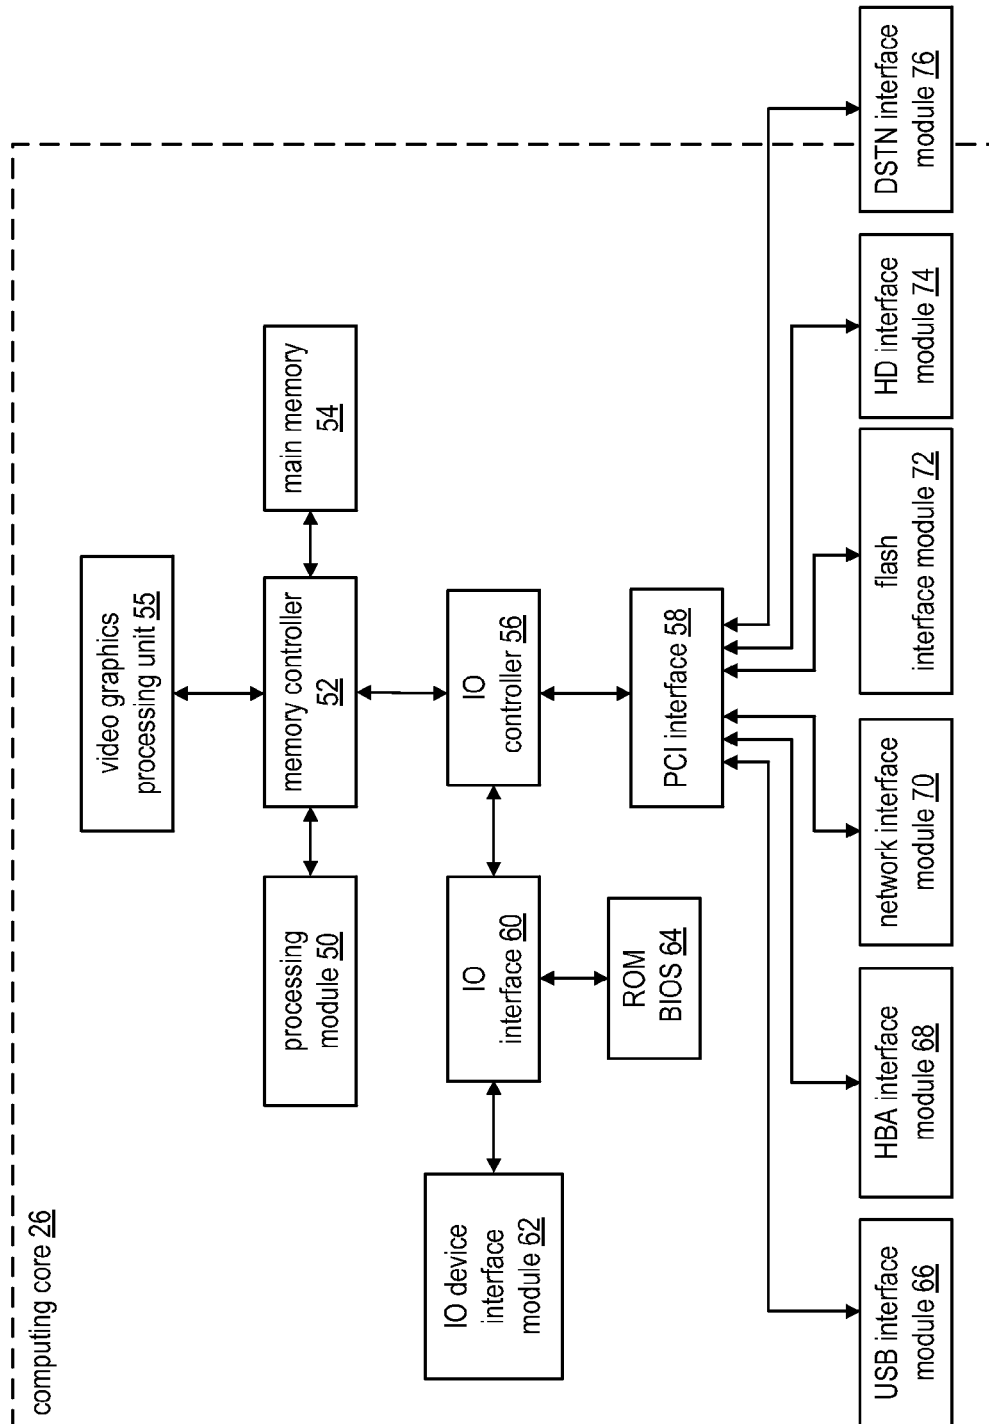 computing core 26
video graphics
processing unit 55
processing
module 50
memory controller
52
main memory
54
IO device
interface
module 62
IO
interface 60
IO
controller 56
ROM
BIOS 64
PCI interface 58
USB interface
module 66
HBA interface
module 68
network interface
module 70
flash
interface module 72
HD interface
module 74
DSTN interface
module 76